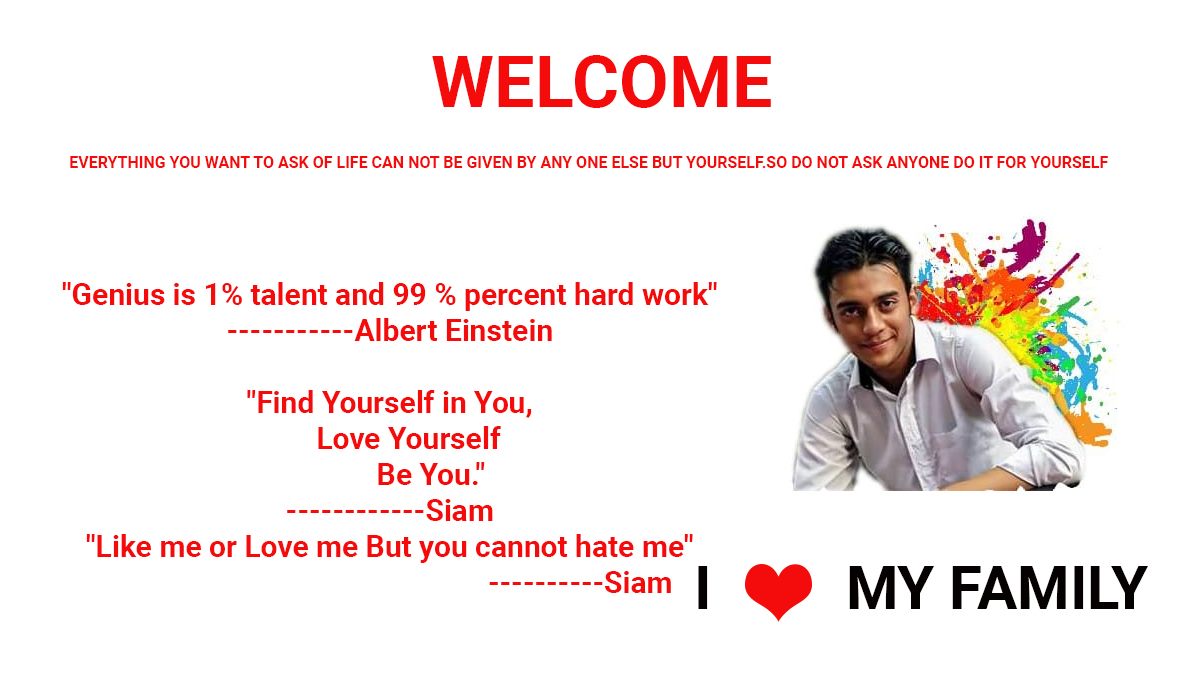 WELCOME
EVERYTHING YOU WANT TO ASK OF LIFE CAN NOT BE GIVEN BY ANY ONE ELSE BUT YOURSELF.SO DO NOT ASK ANYONE DO IT FOR YOURSELF
"Genius is 1% talent and 99 % percent hard work"
-----------Albert Einstein
"Find Yourself in You,
Love Yourself
Be You."
------------Siam
"Like me or Love me But you cannot hate me"
----------Siam
I ❤ MY FAMILY